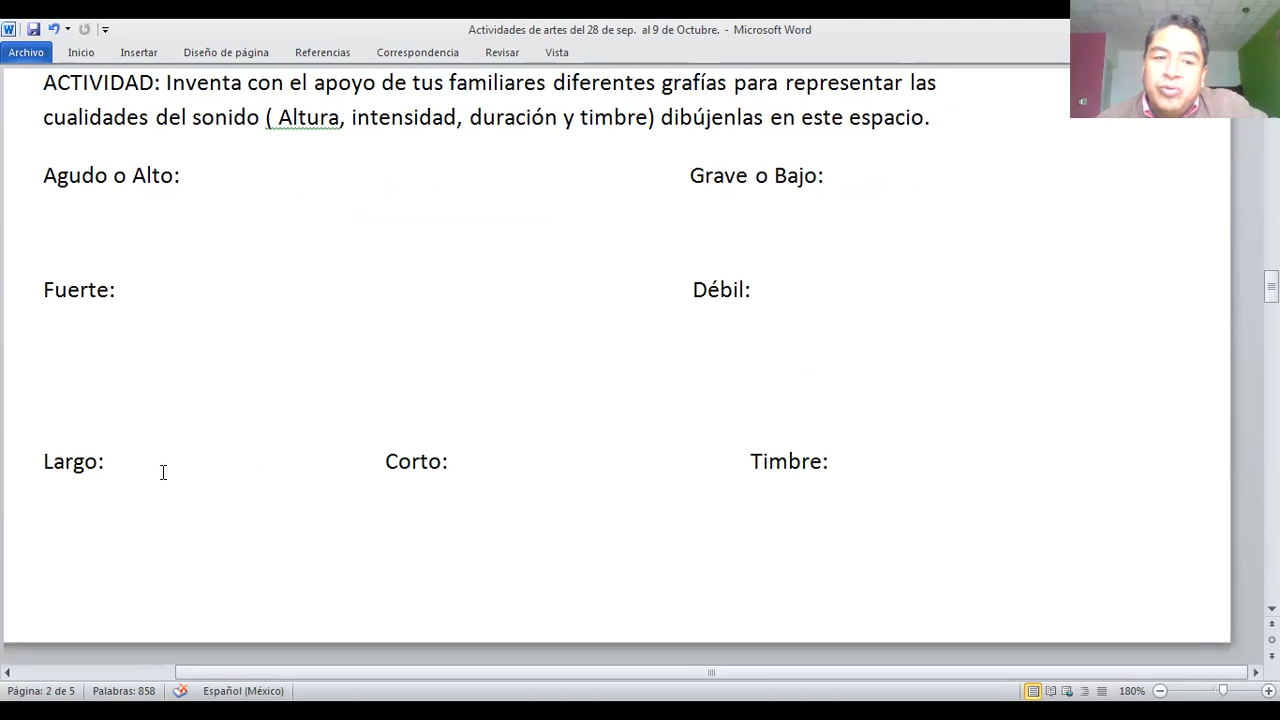 Actividades de artes del 28 de sep. al 9 de Octubre. - Microsoft Word
Archivo Inicio Insertar Diseño de página Referencias Correspondencia Revisar Vista
ACTIVIDAD: Inventa con el apoyo de tus familiares diferentes grafías para representar las
cualidades del sonido ( Altura, intensidad, duración y timbre) dibújenlas en este espacio.
Agudo o Alto: Grave o Bajo:
Fuerte: Débil:
Largo: Corto: Timbre:
Página: 2 de 5 Palabras: 858 Español (México) 180%